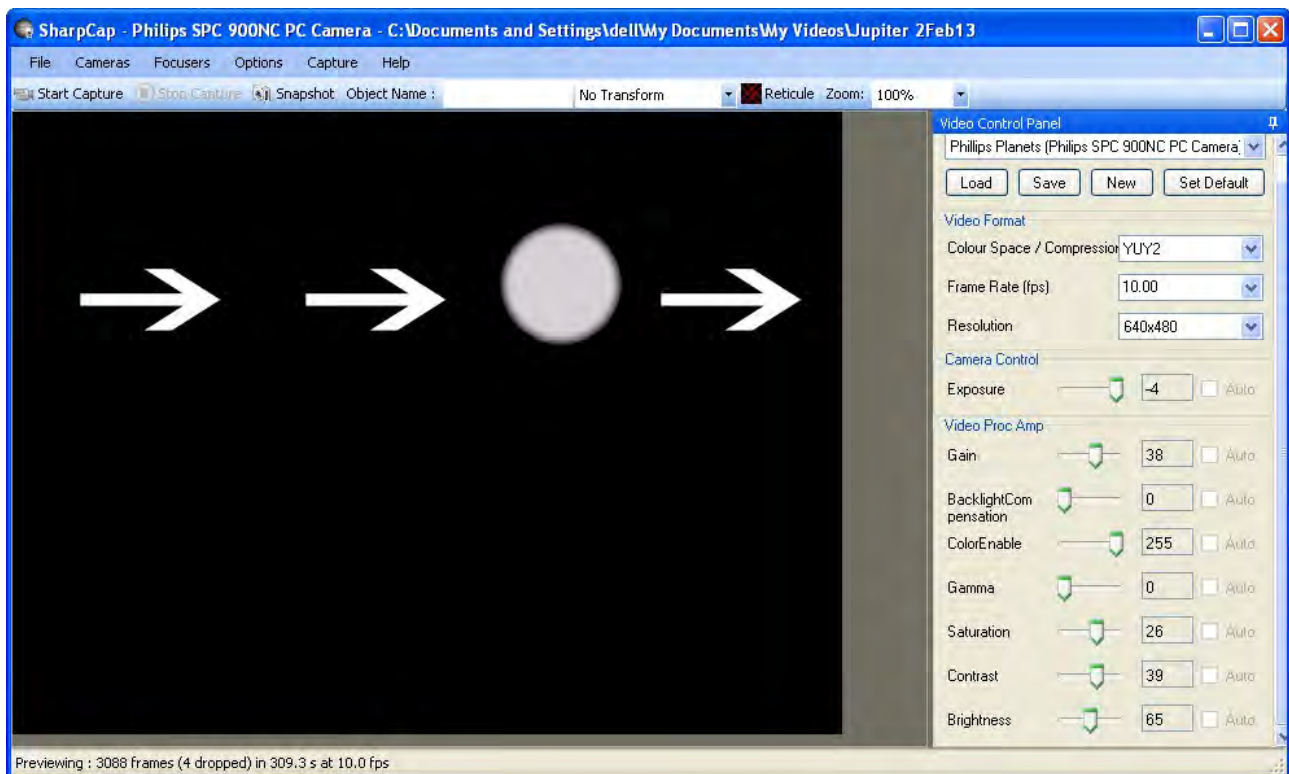 SharpCap - Philips SPC 900NC PC Camera - C:\Documents and Settings\dell\My Documents\My Videos\Jupiter 2Feb13
File Cameras Focusers Options Capture Help
Start Capture Stop Capture Snapshot Object Name : No Transform Reticule Zoom: 100%
Video Control Panel
Phillips Planets (Philips SPC 900NC PC Camera)
Load Save New Set Default
Video Format
Colour Space / Compression YUY2
Frame Rate (fps) 10.00
Resolution 640x480
Camera Control
Exposure -4 Auto
Video Proc Amp
Gain 38 Auto
BacklightCom 0 Auto
pensation
ColorEnable 255 Auto
Gamma 0 Auto
Saturation 26 Auto
Contrast 39 Auto
Brightness 65 Auto
Previewing : 3088 frames (4 dropped) in 309.3 s at 10.0 fps